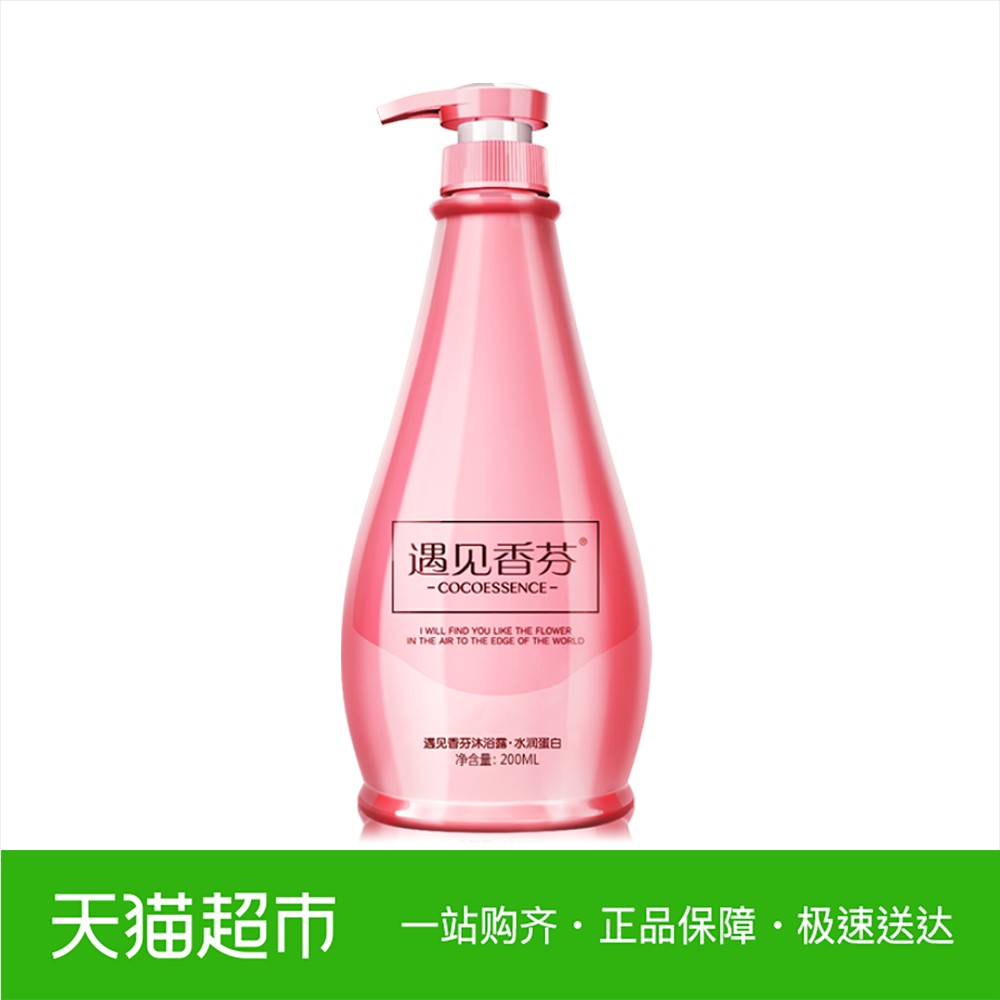 遇见香芬®
-COCOESSENCE-
I WILL FIND YOU LIKE THE FLOWER
IN THE AIR TO THE EDGE OF THE WORLD
遇见香芬沐浴露·水润蛋白
净含量：200ML
天猫超市 一站购齐·正品保障·极速送达